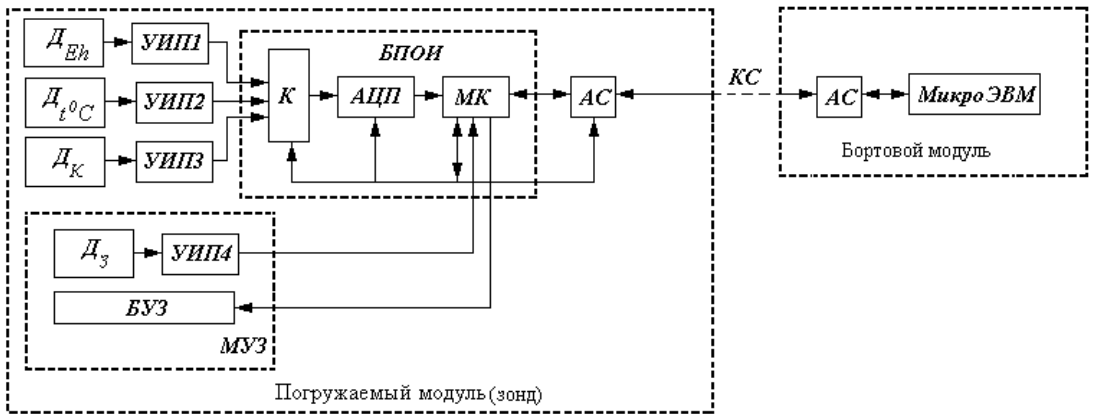 Д_Eh
УИП1
Д_t⁰C
УИП2
Д_К
УИП3
БПОИ
К
АЦП
МК
АС
КС
АС
МикроЭВМ
Бортовой модуль
Д_З
УИП4
БУЗ
МУЗ
Погружаемый модуль (зонд)